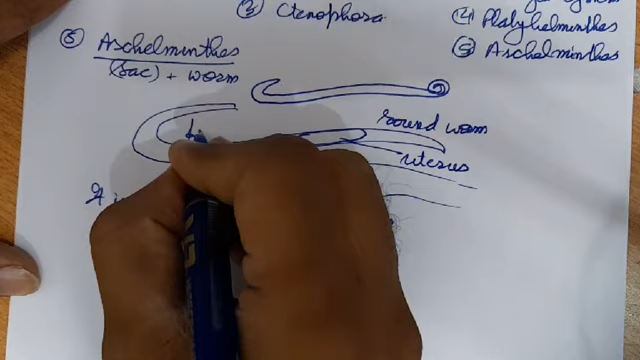 ③ Ctenophora
④ Platyhelminthes
⑤ Aschelminthes
⑤ Aschelminthes
(Sac) + worm
round worm
uterus